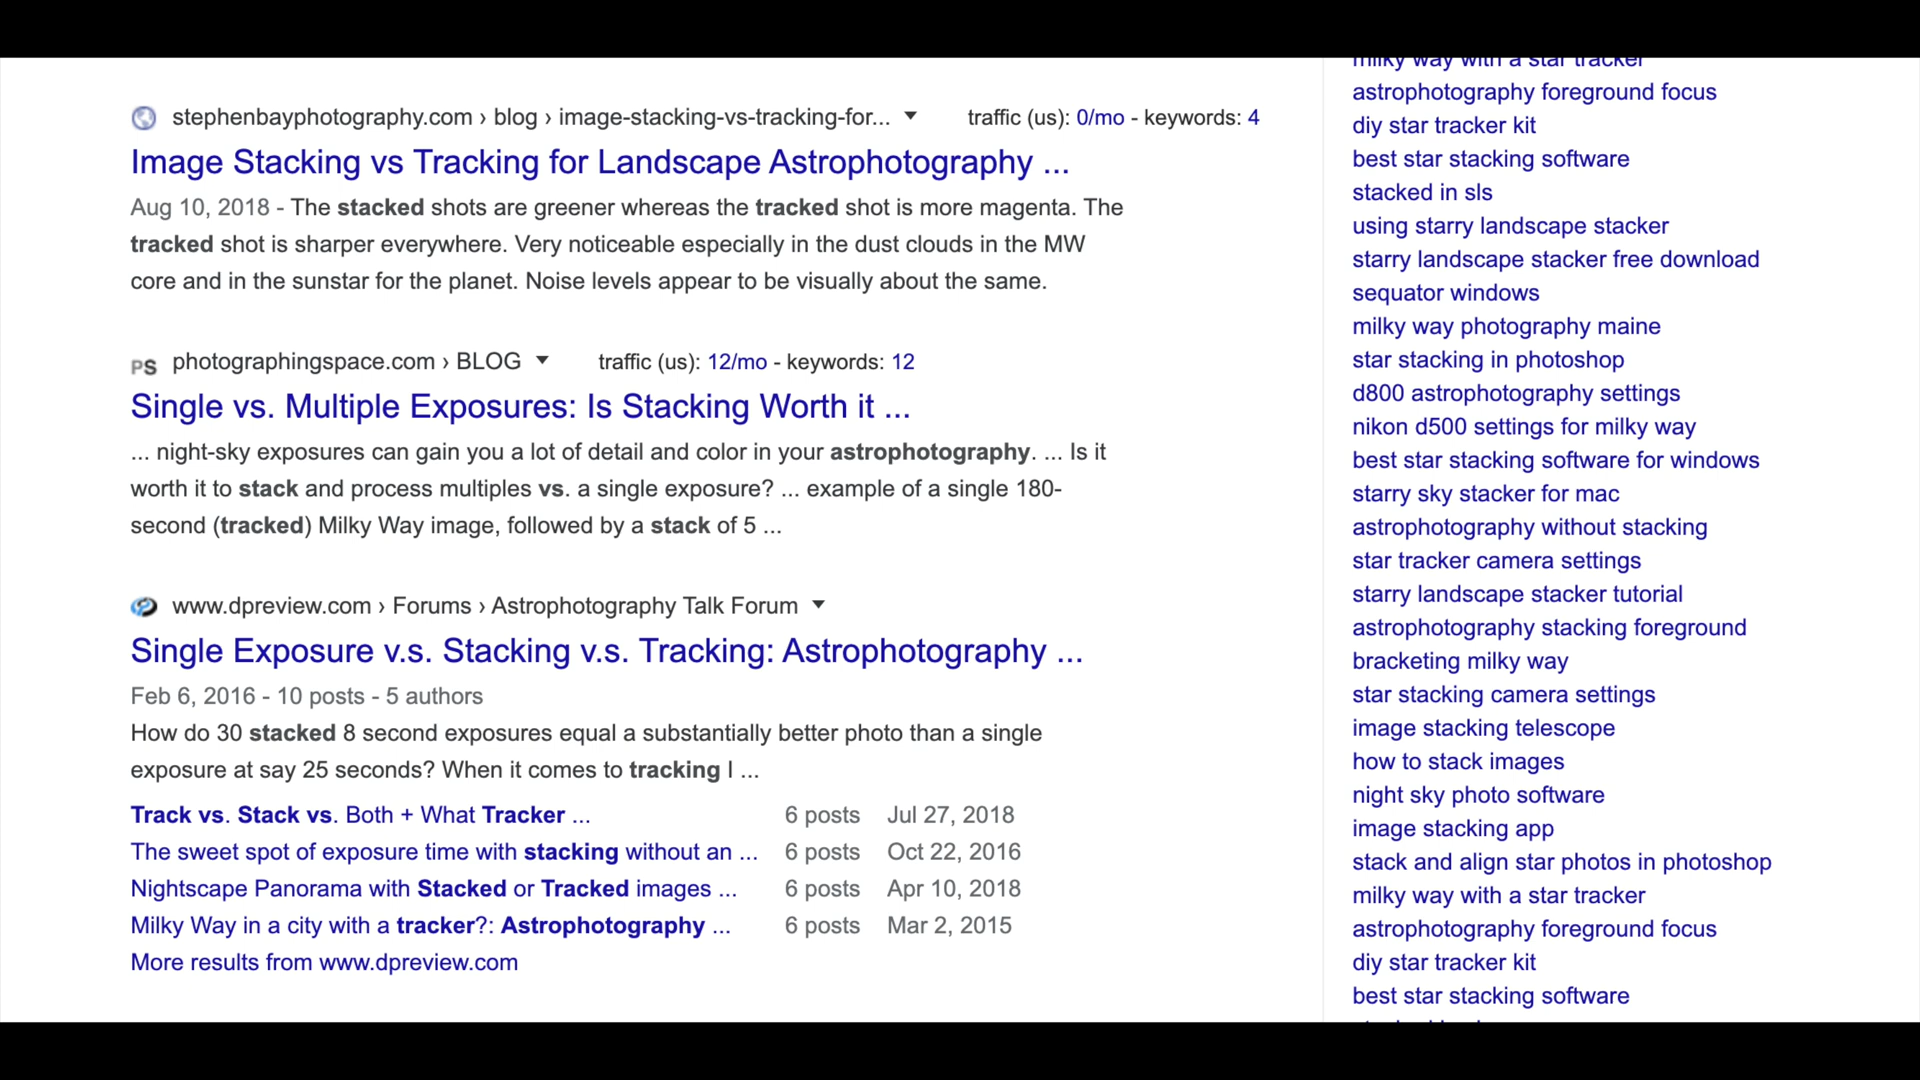 stephenbayphotography.com › blog › image-stacking-vs-tracking-for... traffic (us): 0/mo - keywords: 4
Image Stacking vs Tracking for Landscape Astrophotography ...
Aug 10, 2018 - The stacked shots are greener whereas the tracked shot is more magenta. The
tracked shot is sharper everywhere. Very noticeable especially in the dust clouds in the MW
core and in the sunstar for the planet. Noise levels appear to be visually about the same.
PS photographingspace.com › BLOG traffic (us): 12/mo - keywords: 12
Single vs. Multiple Exposures: Is Stacking Worth it ...
... night-sky exposures can gain you a lot of detail and color in your astrophotography. ... Is it
worth it to stack and process multiples vs. a single exposure? ... example of a single 180-
second (tracked) Milky Way image, followed by a stack of 5 ...
www.dpreview.com › Forums › Astrophotography Talk Forum
Single Exposure v.s. Stacking v.s. Tracking: Astrophotography ...
Feb 6, 2016 - 10 posts - 5 authors
How do 30 stacked 8 second exposures equal a substantially better photo than a single
exposure at say 25 seconds? When it comes to tracking I ...
Track vs. Stack vs. Both + What Tracker ... 6 posts Jul 27, 2018
The sweet spot of exposure time with stacking without an ... 6 posts Oct 22, 2016
Nightscape Panorama with Stacked or Tracked images ... 6 posts Apr 10, 2018
Milky Way in a city with a tracker?: Astrophotography ... 6 posts Mar 2, 2015
More results from www.dpreview.com
milky way with a star tracker
astrophotography foreground focus
diy star tracker kit
best star stacking software
stacked in sls
using starry landscape stacker
starry landscape stacker free download
sequator windows
milky way photography maine
star stacking in photoshop
d800 astrophotography settings
nikon d500 settings for milky way
best star stacking software for windows
starry sky stacker for mac
astrophotography without stacking
star tracker camera settings
starry landscape stacker tutorial
astrophotography stacking foreground
bracketing milky way
star stacking camera settings
image stacking telescope
how to stack images
night sky photo software
image stacking app
stack and align star photos in photoshop
milky way with a star tracker
astrophotography foreground focus
diy star tracker kit
best star stacking software